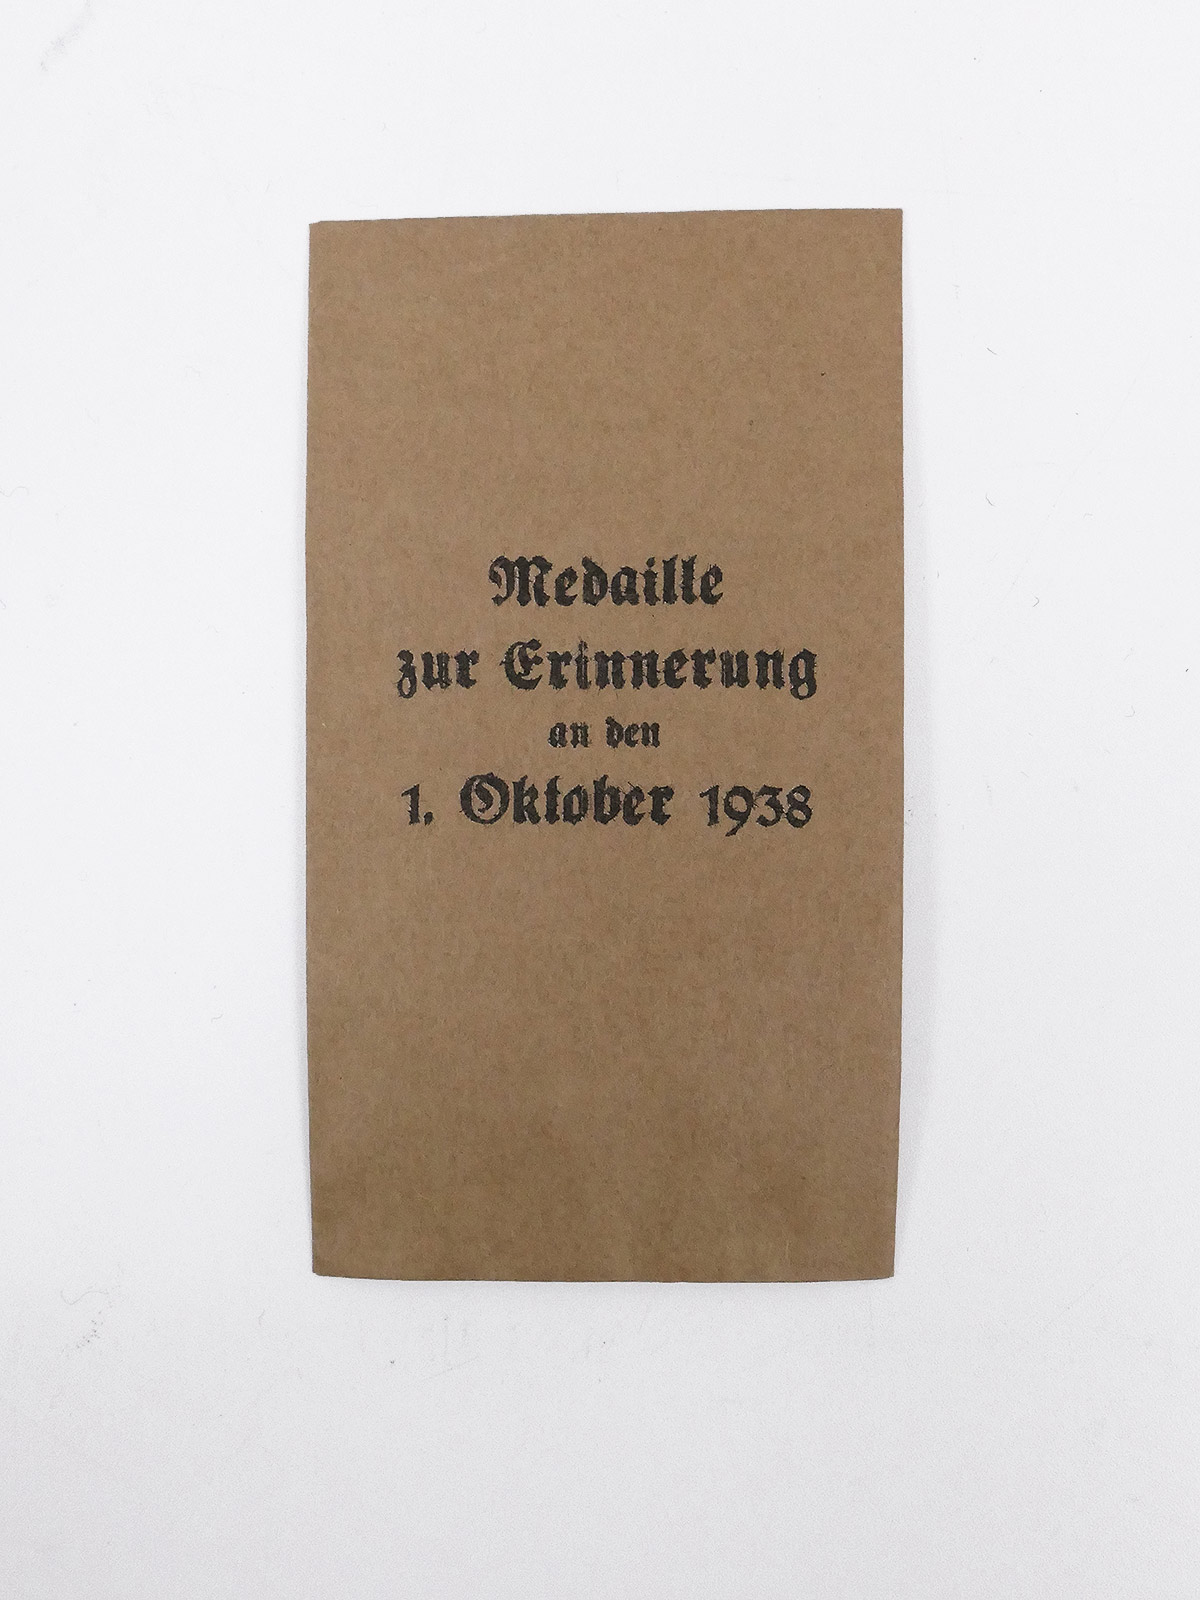 Medaille
zur Erinnerung
an den
1. Oktober 1938